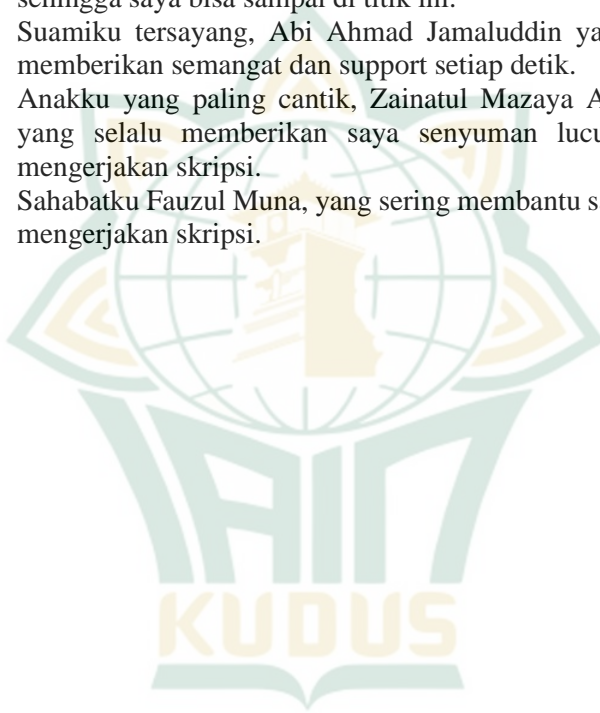 sehingga saya bisa sampai di titik ini.
Suamiku tersayang, Abi Ahmad Jamaluddin
memberikan semangat dan support setiap detik.
Anakku yang paling cantik, Zainatul Mazaya
yang selalu memberikan saya senyuman
mengerjakan skripsi.
Sahabatku Fauzul Muna, yang sering membantu
mengerjakan skripsi.
IAIN
KUDUS